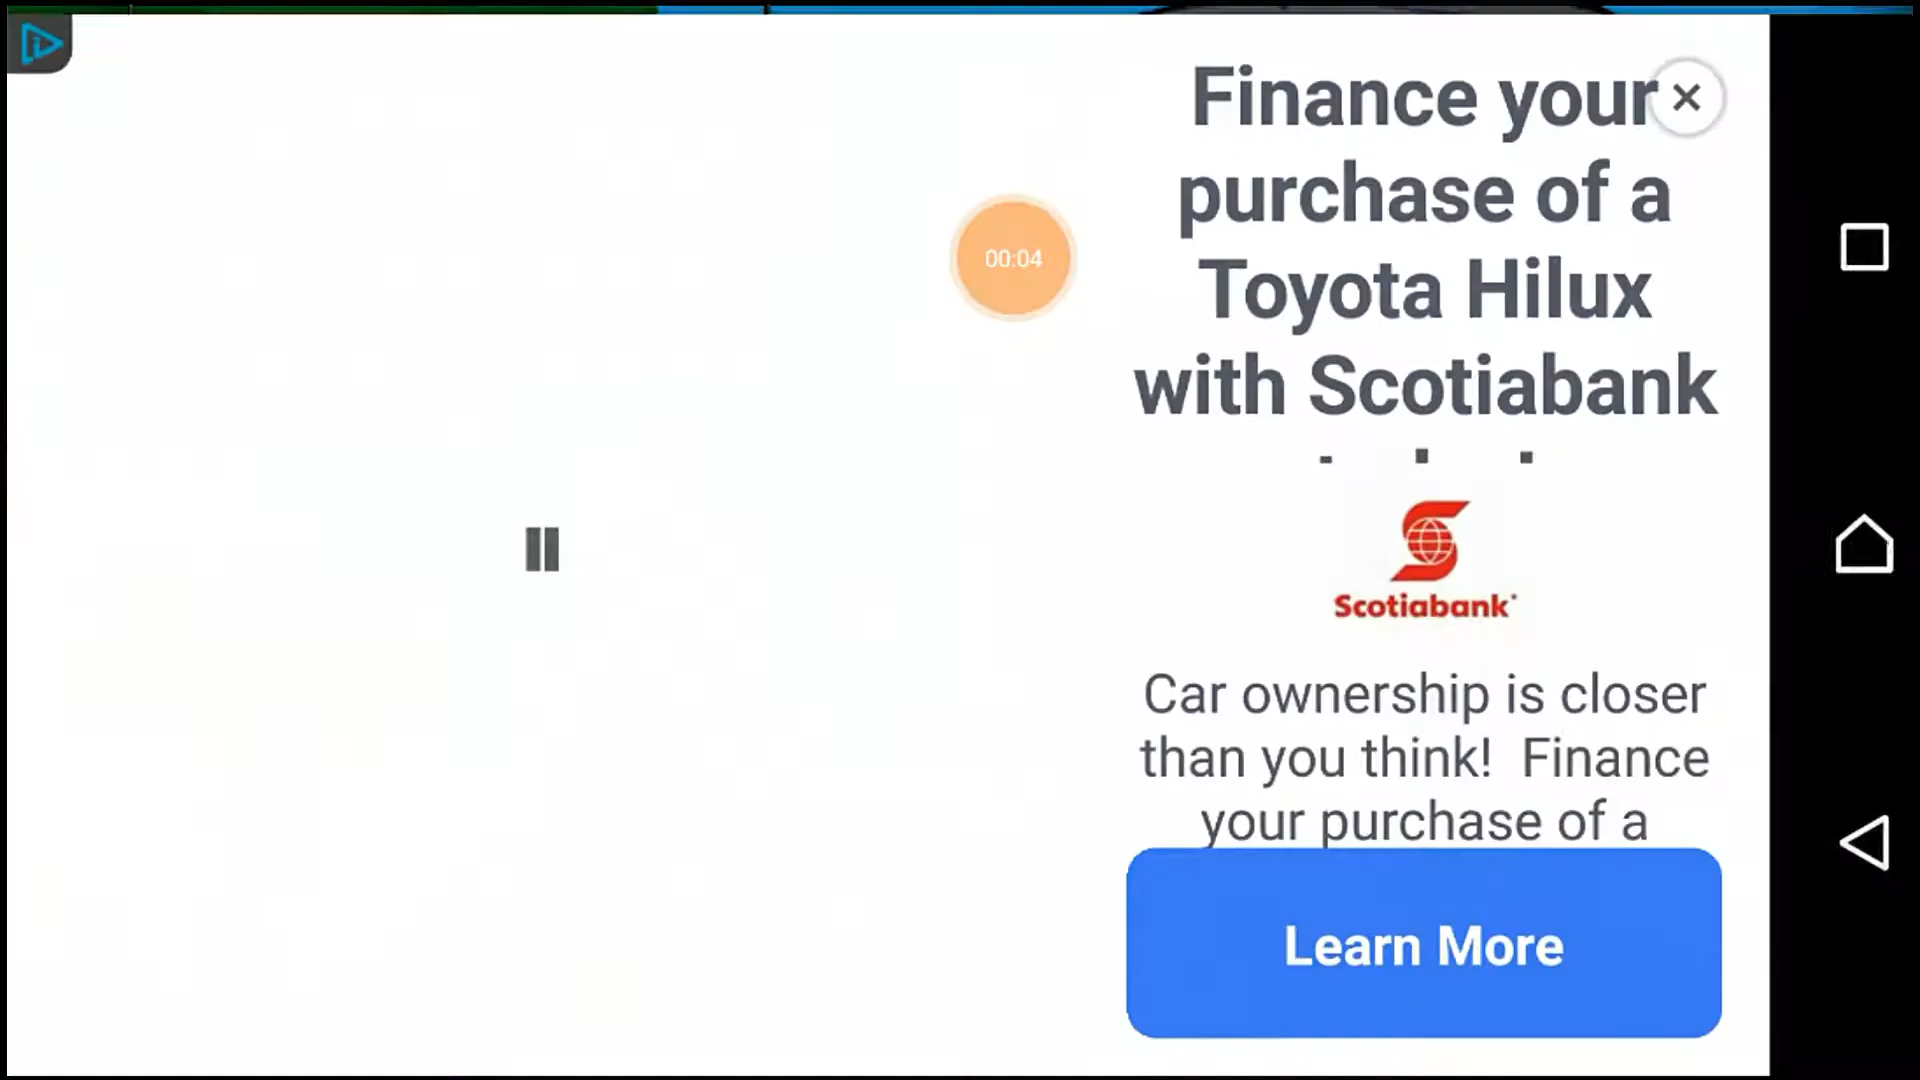 Finance your
purchase of a
Toyota Hilux
with Scotiabank
00:04
Scotiabank
Car ownership is closer
than you think!  Finance
your purchase of a
Learn More